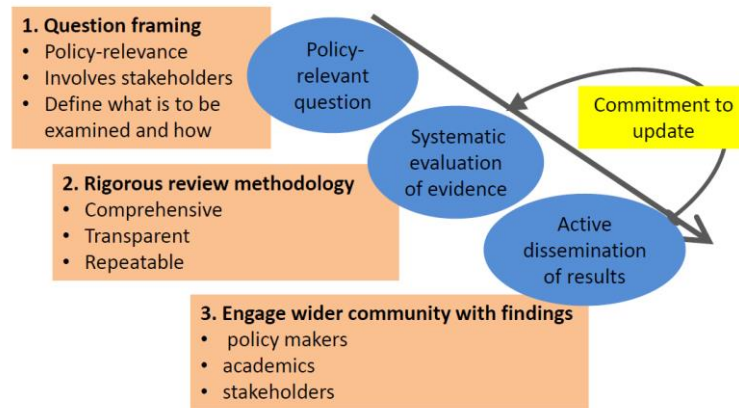 1. Question framing
• Policy-relevance
• Involves stakeholders
• Define what is to be
examined and how
Policy-
relevant
question
Commitment to
update
Systematic
evaluation
of evidence
2. Rigorous review methodology
• Comprehensive
• Transparent
• Repeatable
Active
dissemination
of results
3. Engage wider community with findings
• policy makers
• academics
• stakeholders